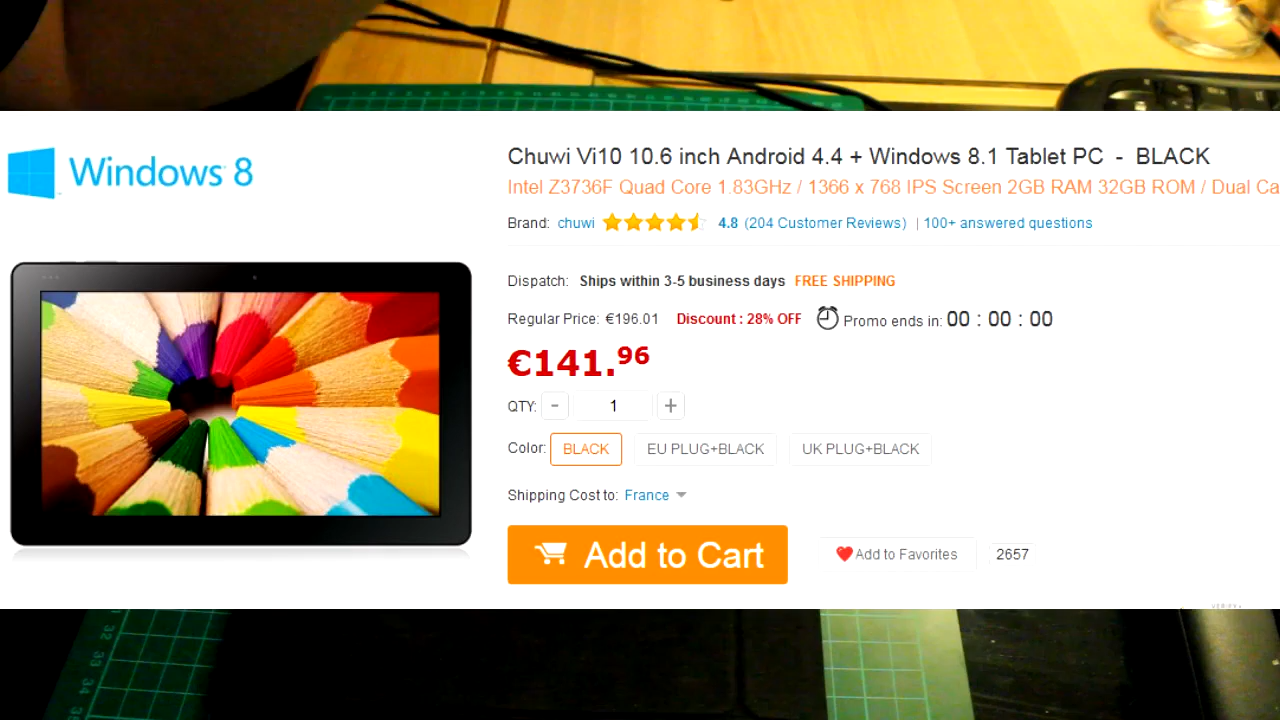 Windows 8
Chuwi Vi10 10.6 inch Android 4.4 + Windows 8.1 Tablet PC - BLACK
Intel Z3736F Quad Core 1.83GHz / 1366 x 768 IPS Screen 2GB RAM 32GB ROM / Dual Ca
Brand: chuwi 4.8 (204 Customer Reviews) | 100+ answered questions
Dispatch: Ships within 3-5 business days FREE SHIPPING
Regular Price: €196.01 Discount : 28% OFF Promo ends in: 00 : 00 : 00
€141.96
QTY: - 1 +
Color: BLACK EU PLUG+BLACK UK PLUG+BLACK
Shipping Cost to: France
Add to Cart Add to Favorites 2657
32
33
34